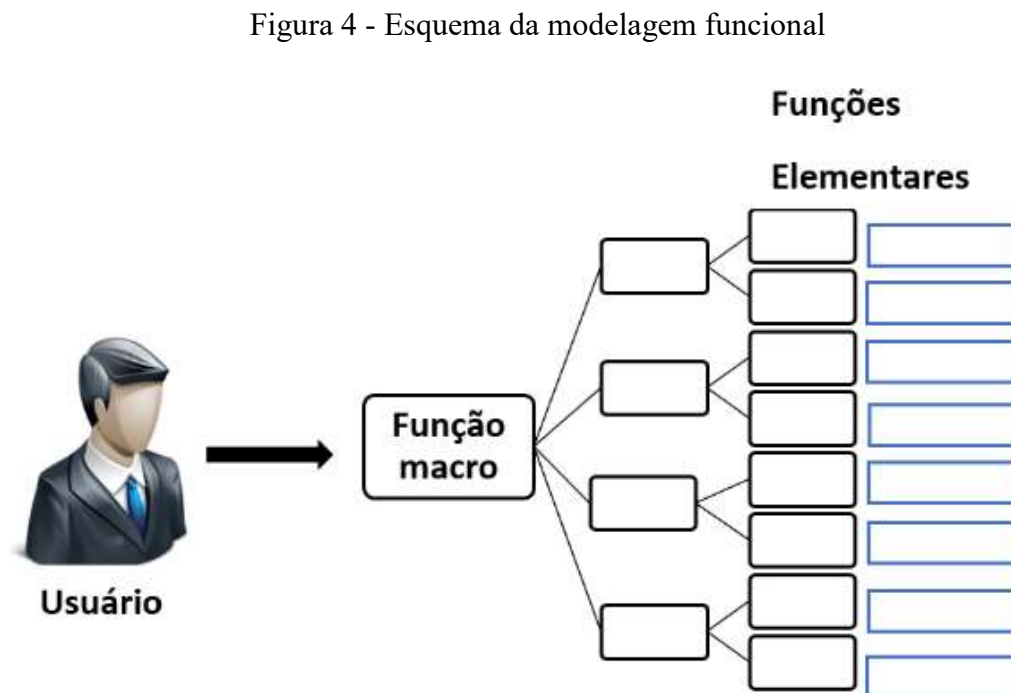 Figura 4 - Esquema da modelagem funcional
Funções
Elementares
Função
macro
Usuário